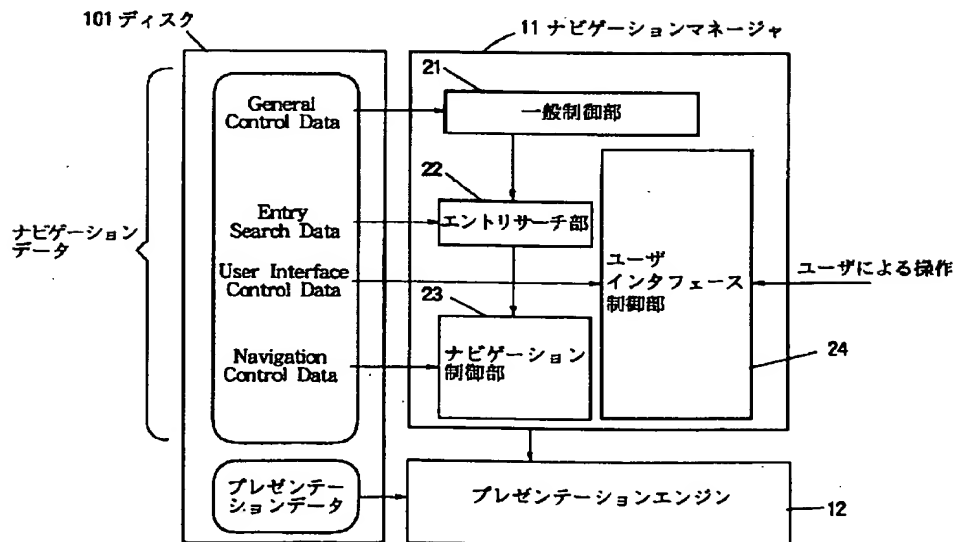 101 ディスク
11 ナビゲーションマネージャ
21
General
Control Data
一般制御部
22
Entry
Search Data
エントリサーチ部
ナビゲーション
データ
User Interface
Control Data
ユーザ
インタフェース
制御部
ユーザによる操作
23
Navigation
Control Data
ナビゲーション
制御部
24
プレゼンテー
ションデータ
プレゼンテーションエンジン
12